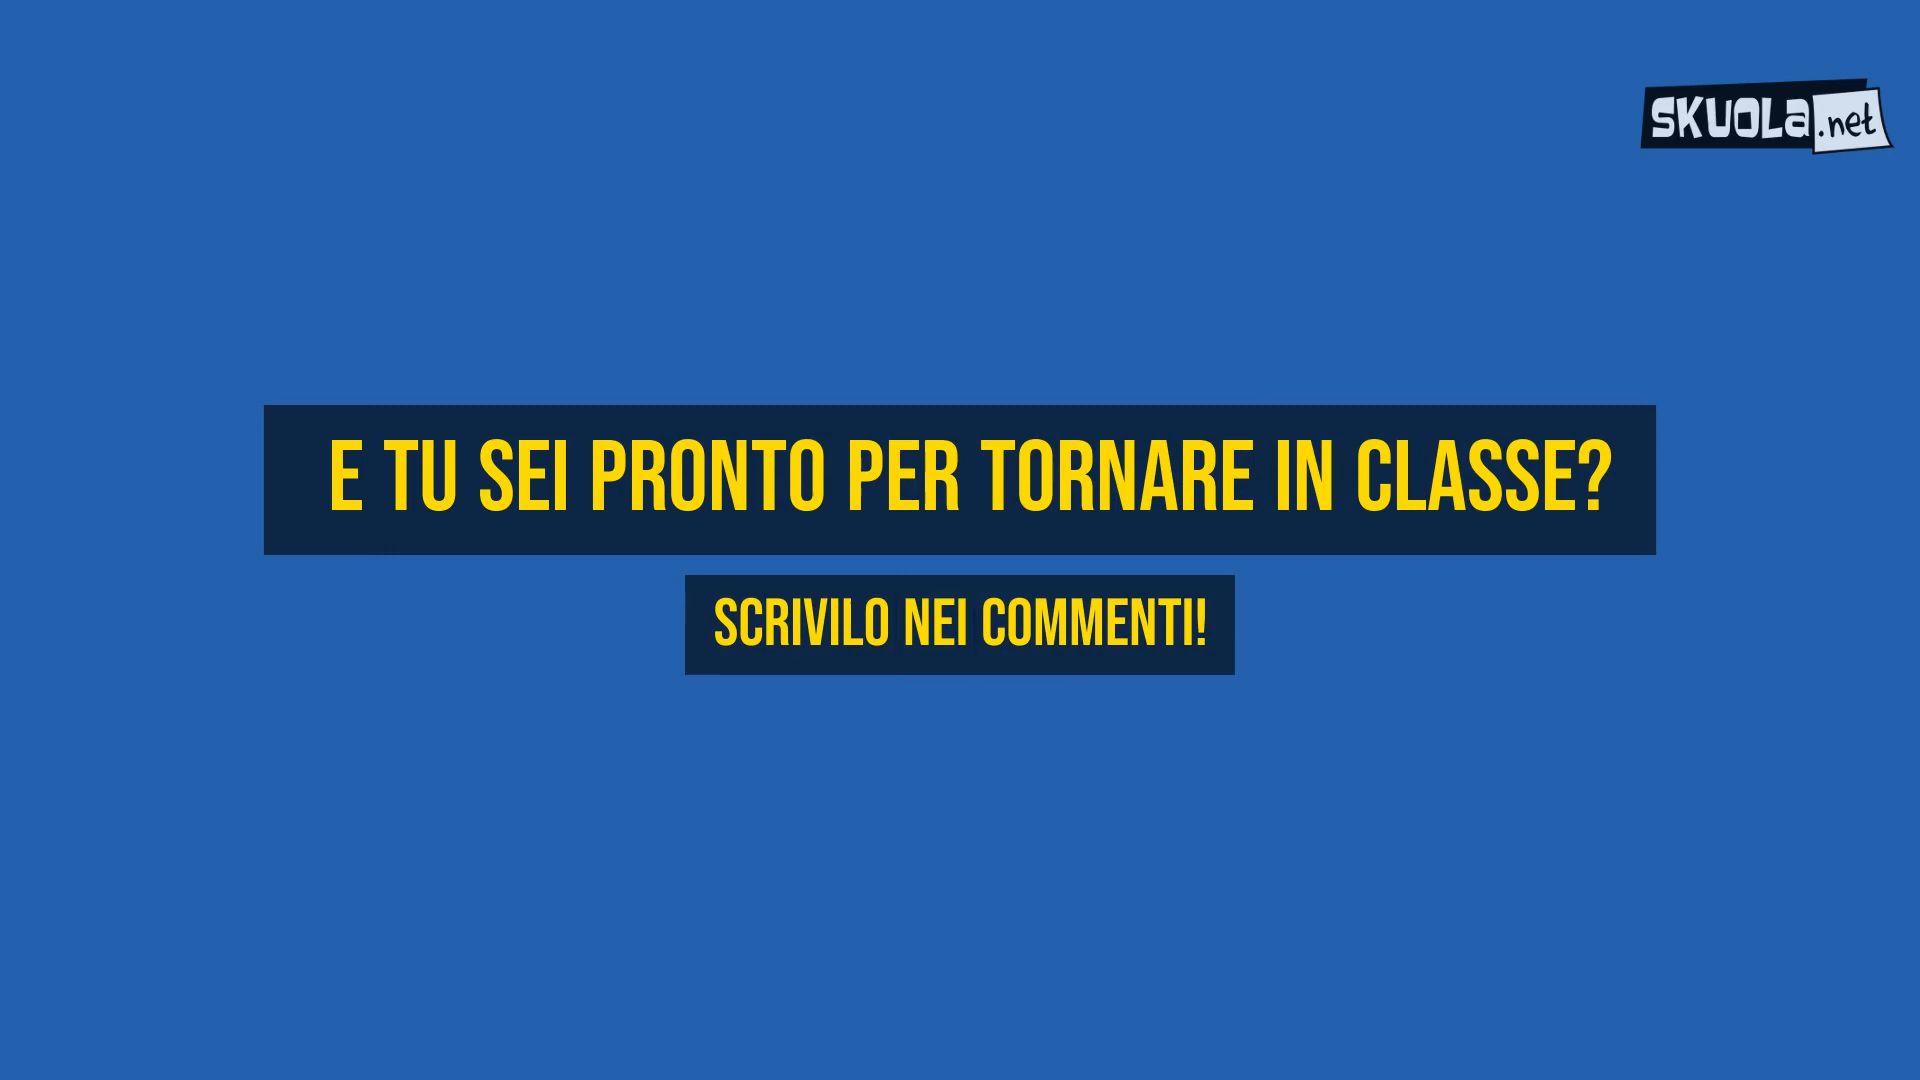 SKUOLA.net
E TU SEI PRONTO PER TORNARE IN CLASSE?
SCRIVILO NEI COMMENTI!